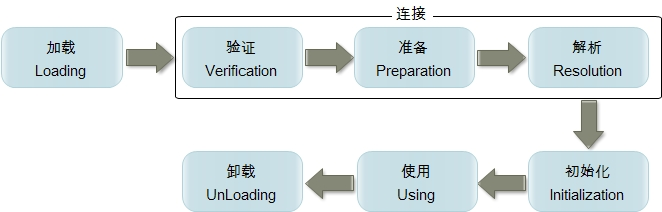 连接
加载
Loading
验证
Verification
准备
Preparation
解析
Resolution
初始化
Initialization
使用
Using
卸载
UnLoading